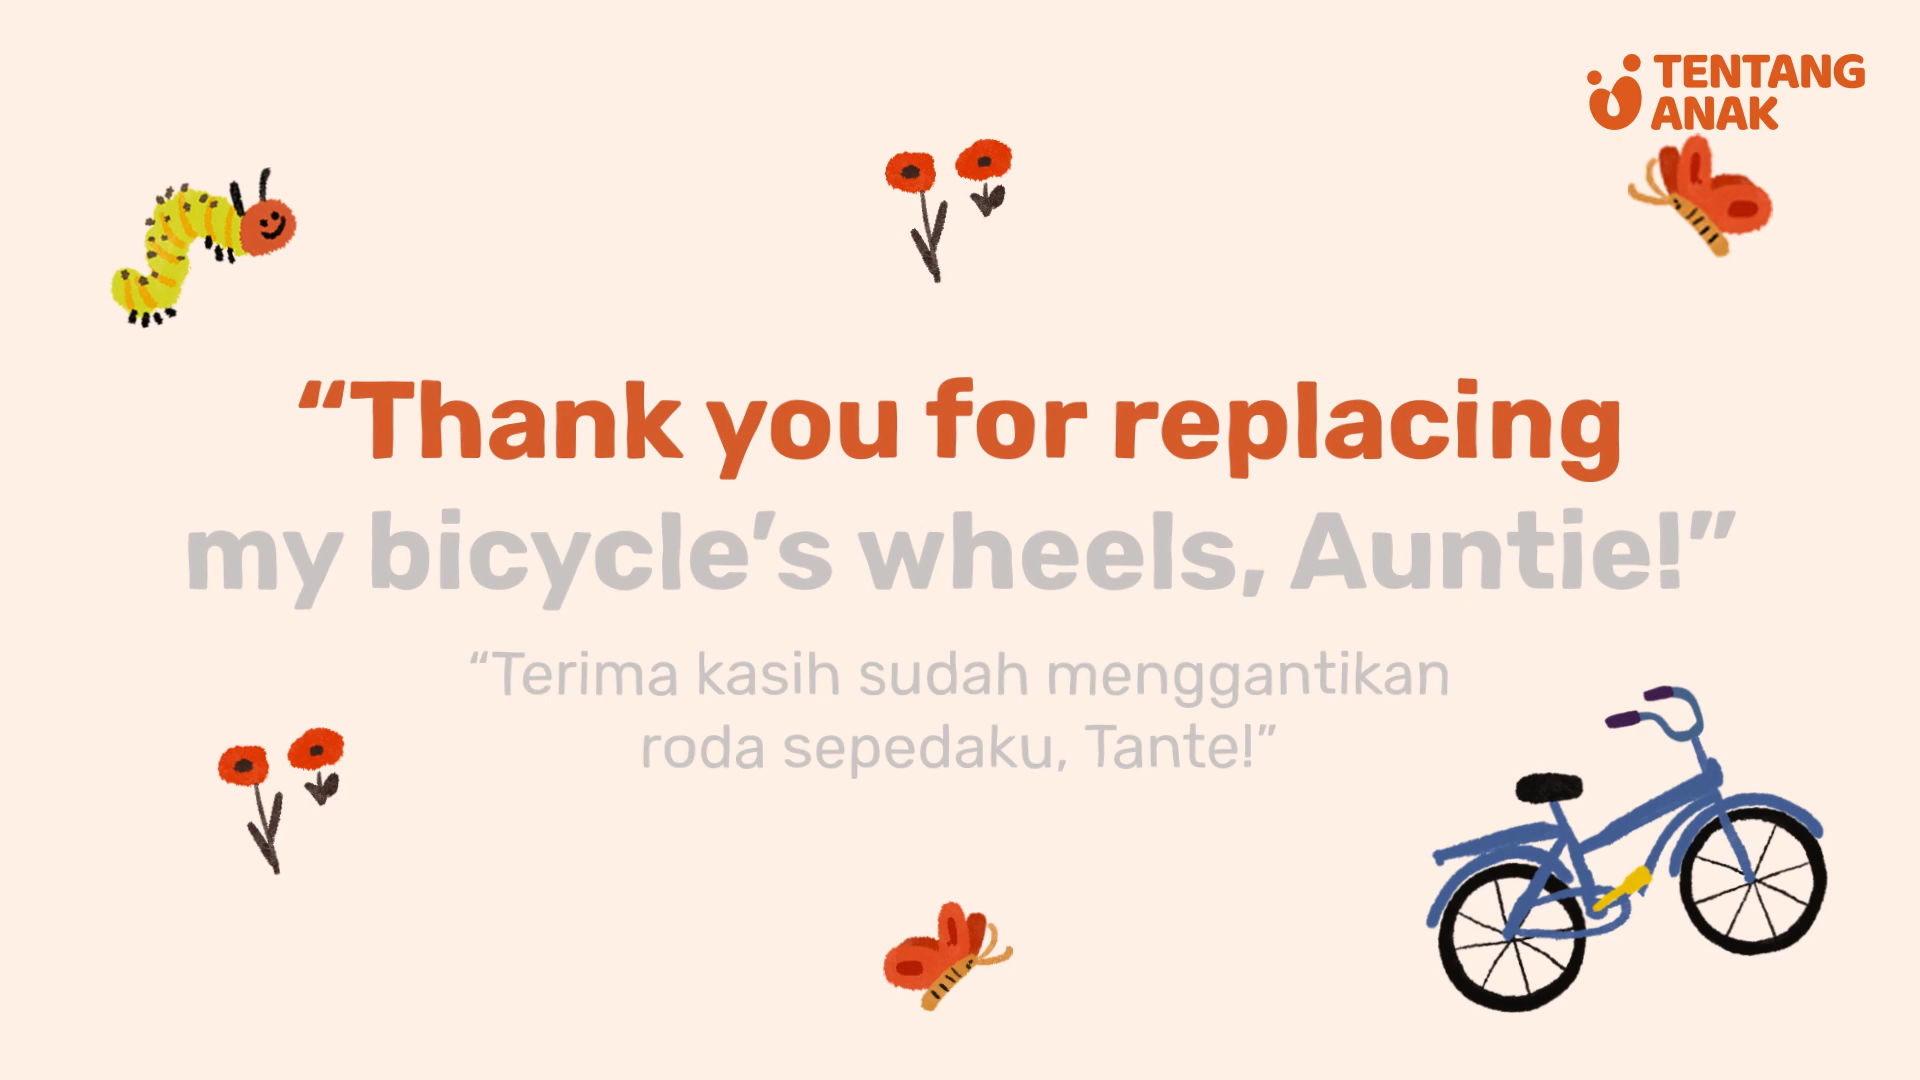 TENTANG
ANAK
“Thank you for replacing
my bicycle’s wheels, Auntie!”
“Terima kasih sudah menggantikan
roda sepedaku, Tante!”